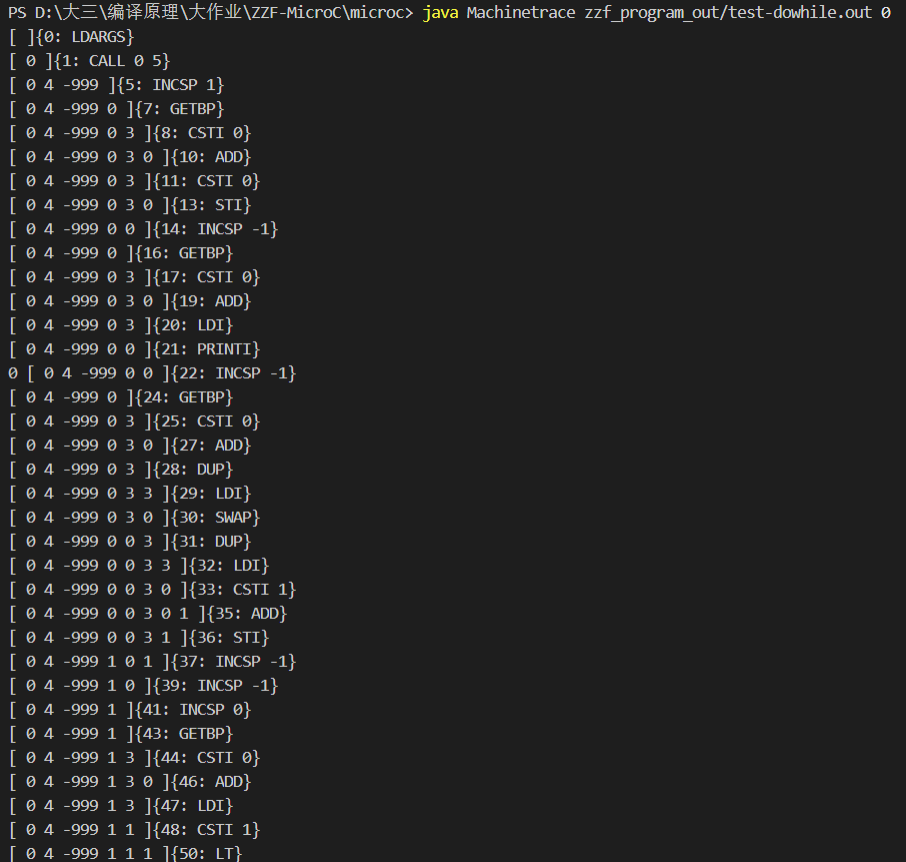 PS D:\大三\编译原理\大作业\ZZF-MicroC\microc> java Machinetrace zzf_program_out/test-dowhile.out 0
[ ]{0: LDARGS}
[ 0 ]{1: CALL 0 5}
[ 0 4 -999 ]{5: INCSP 1}
[ 0 4 -999 0 ]{7: GETBP}
[ 0 4 -999 0 3 ]{8: CSTI 0}
[ 0 4 -999 0 3 0 ]{10: ADD}
[ 0 4 -999 0 3 ]{11: CSTI 0}
[ 0 4 -999 0 3 0 ]{13: STI}
[ 0 4 -999 0 0 ]{14: INCSP -1}
[ 0 4 -999 0 ]{16: GETBP}
[ 0 4 -999 0 3 ]{17: CSTI 0}
[ 0 4 -999 0 3 0 ]{19: ADD}
[ 0 4 -999 0 3 ]{20: LDI}
[ 0 4 -999 0 0 ]{21: PRINTI}
0 [ 0 4 -999 0 0 ]{22: INCSP -1}
[ 0 4 -999 0 ]{24: GETBP}
[ 0 4 -999 0 3 ]{25: CSTI 0}
[ 0 4 -999 0 3 0 ]{27: ADD}
[ 0 4 -999 0 3 ]{28: DUP}
[ 0 4 -999 0 3 3 ]{29: LDI}
[ 0 4 -999 0 3 0 ]{30: SWAP}
[ 0 4 -999 0 0 3 ]{31: DUP}
[ 0 4 -999 0 0 3 3 ]{32: LDI}
[ 0 4 -999 0 0 3 0 ]{33: CSTI 1}
[ 0 4 -999 0 0 3 0 1 ]{35: ADD}
[ 0 4 -999 0 0 3 1 ]{36: STI}
[ 0 4 -999 1 0 1 ]{37: INCSP -1}
[ 0 4 -999 1 0 ]{39: INCSP -1}
[ 0 4 -999 1 ]{41: INCSP 0}
[ 0 4 -999 1 ]{43: GETBP}
[ 0 4 -999 1 3 ]{44: CSTI 0}
[ 0 4 -999 1 3 0 ]{46: ADD}
[ 0 4 -999 1 3 ]{47: LDI}
[ 0 4 -999 1 1 ]{48: CSTI 1}
[ 0 4 -999 1 1 1 ]{50: LT}